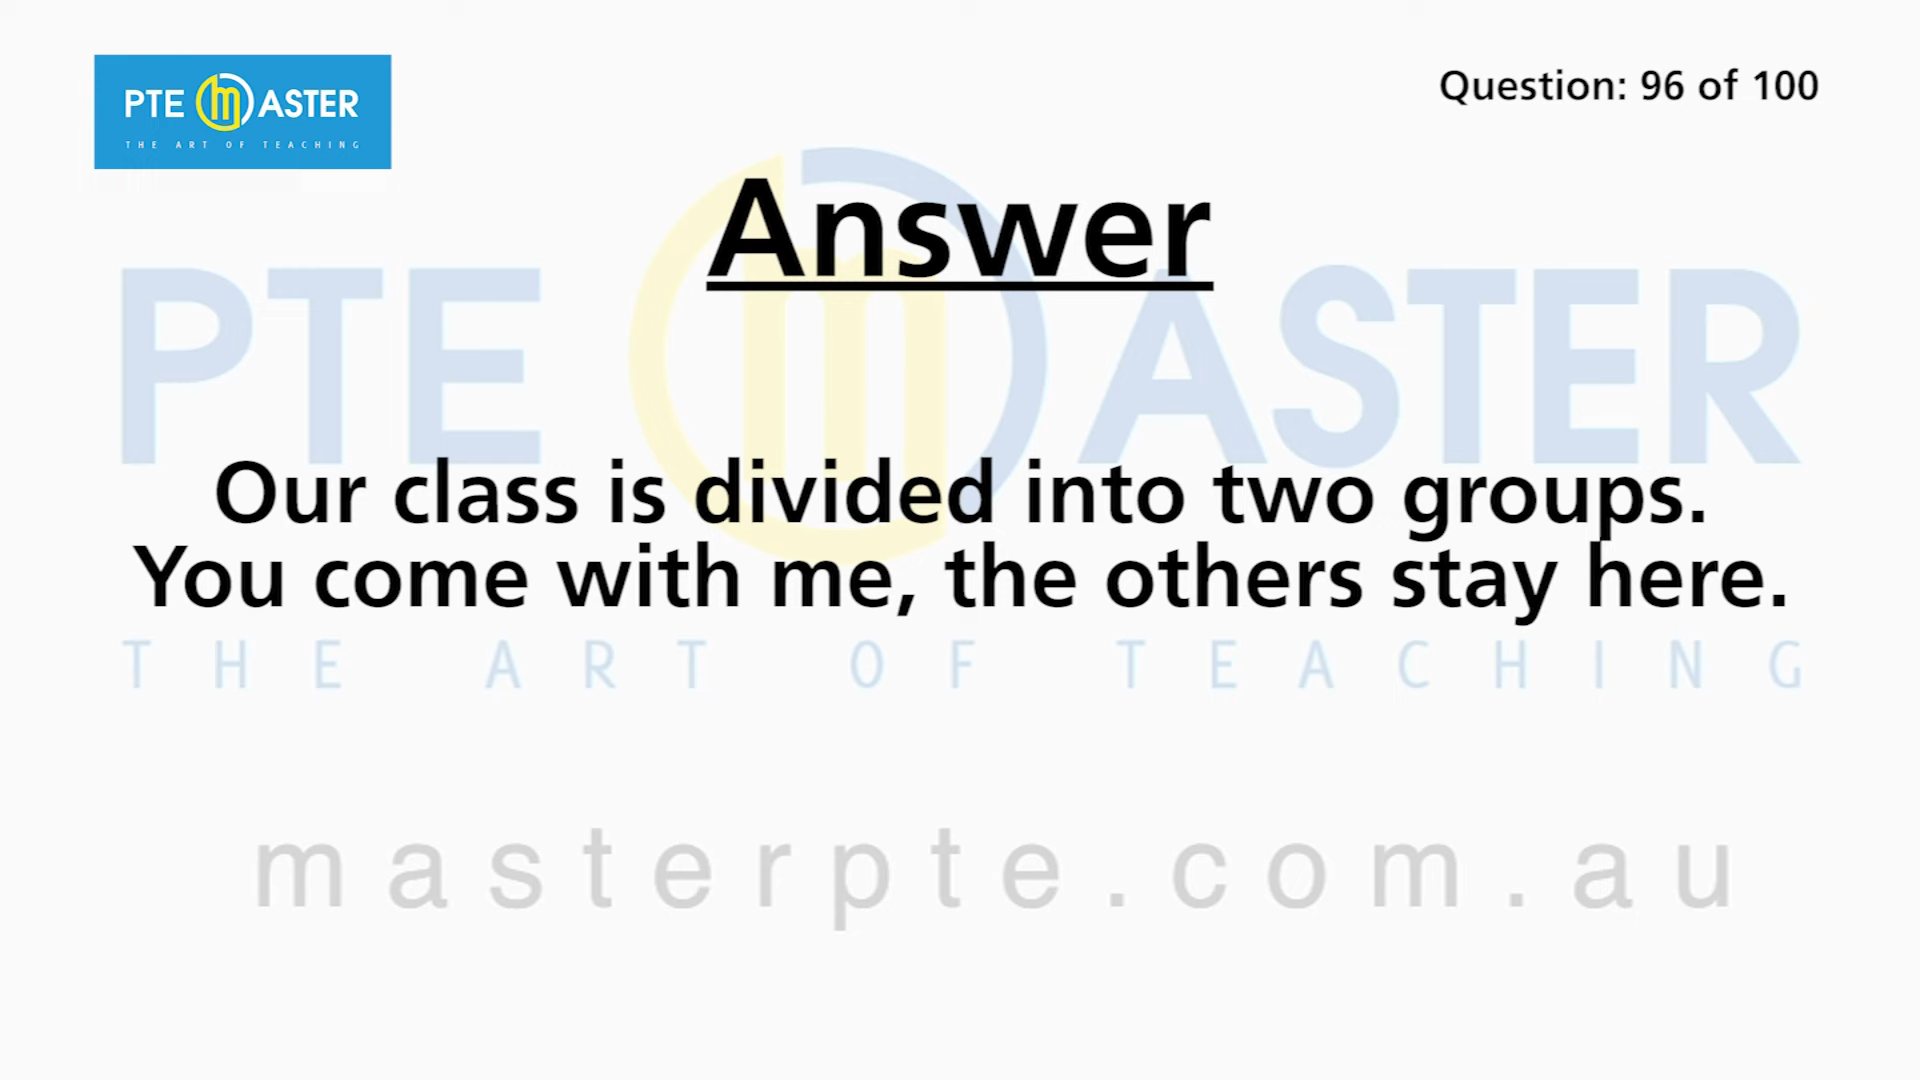 PTE MASTER
THE ART OF TEACHING
Question: 96 of 100
Answer
PTE MASTER
Our class is divided into two groups.
You come with me, the others stay here.
THE ART OF TEACHING
masterpte.com.au